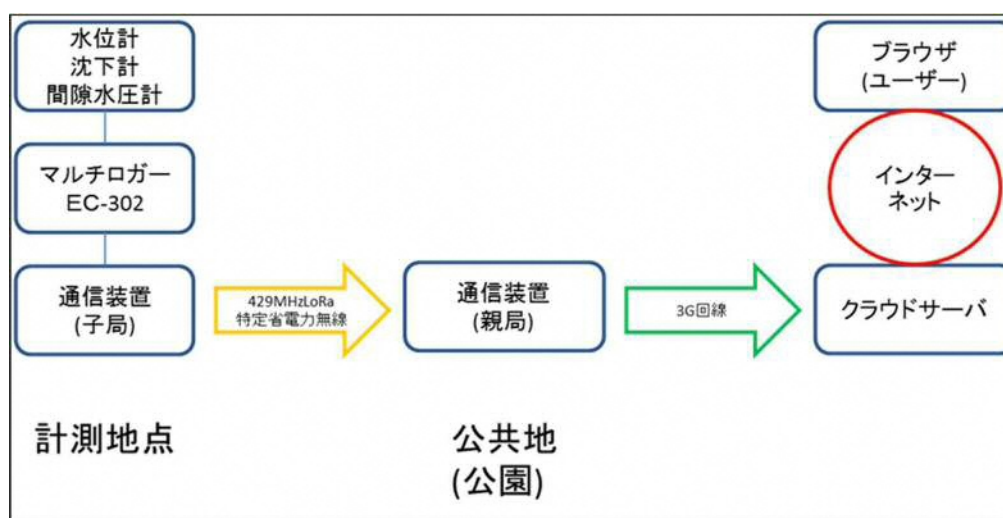 水位計
沈下計
間隙水圧計
マルチロガー
EC-302
通信装置
(子局)
429MHzLoRa
特定省電力無線
通信装置
(親局)
3G回線
ブラウザ
(ユーザー)
インター
ネット
クラウドサーバ
計測地点
公共地
(公園)